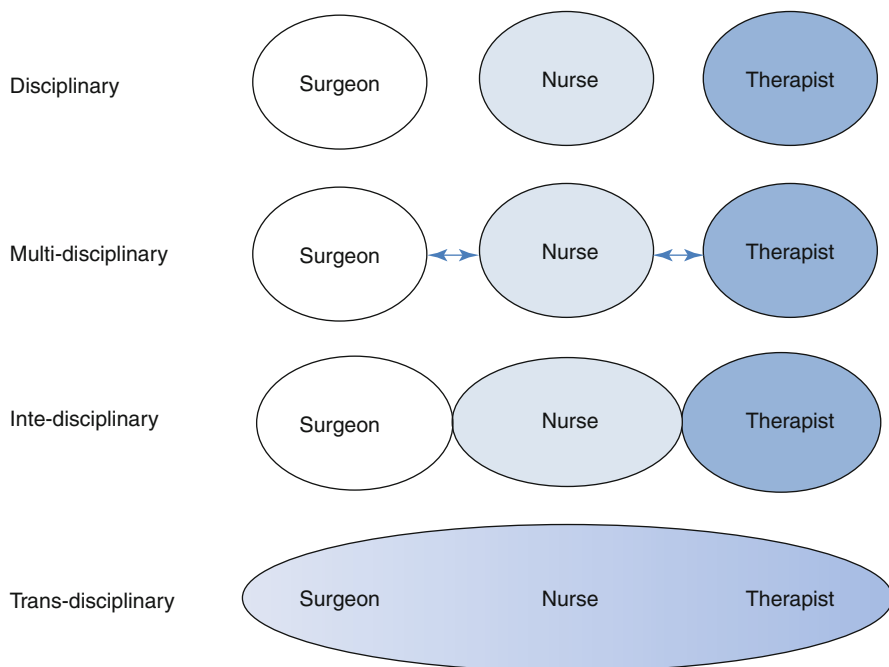 Disciplinary Surgeon Nurse Therapist
Multi-disciplinary Surgeon Nurse Therapist
Inte-disciplinary Surgeon Nurse Therapist
Trans-disciplinary Surgeon Nurse Therapist